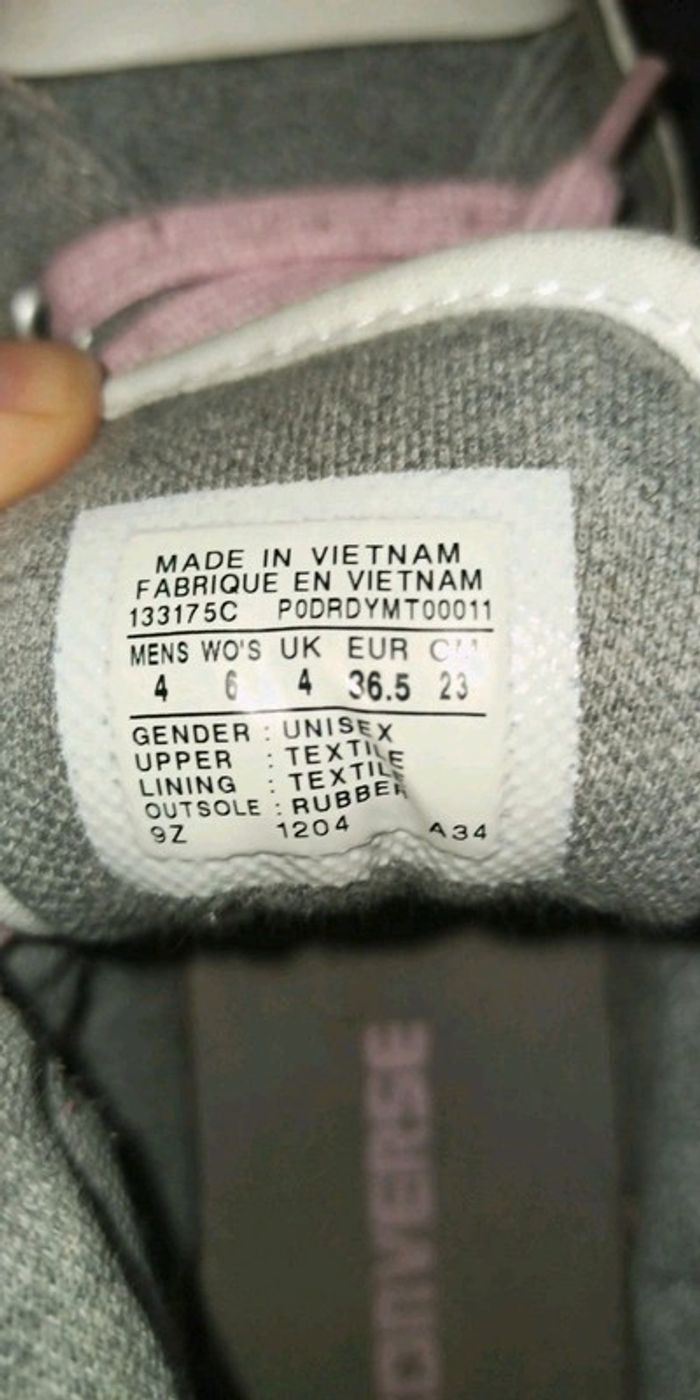 MADE IN VIETNAM
FABRIQUE EN VIETNAM
133175C P0DRDYMT00011
MENS WO'S UK EUR CM
4 6 4 36.5 23
GENDER : UNISEX
UPPER : TEXTILE
LINING : TEXTILE
OUTSOLE : RUBBER
9Z 1204 A34
CONVERSE